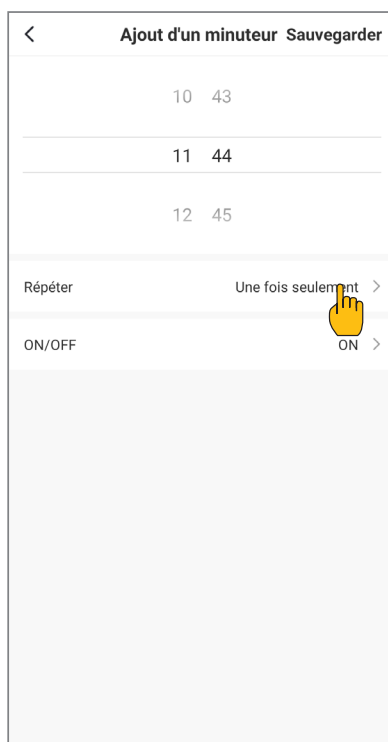 Ajout d'un minuteur Sauvegarder
10 43
11 44
12 45
Répéter Une fois seulement
ON/OFF ON